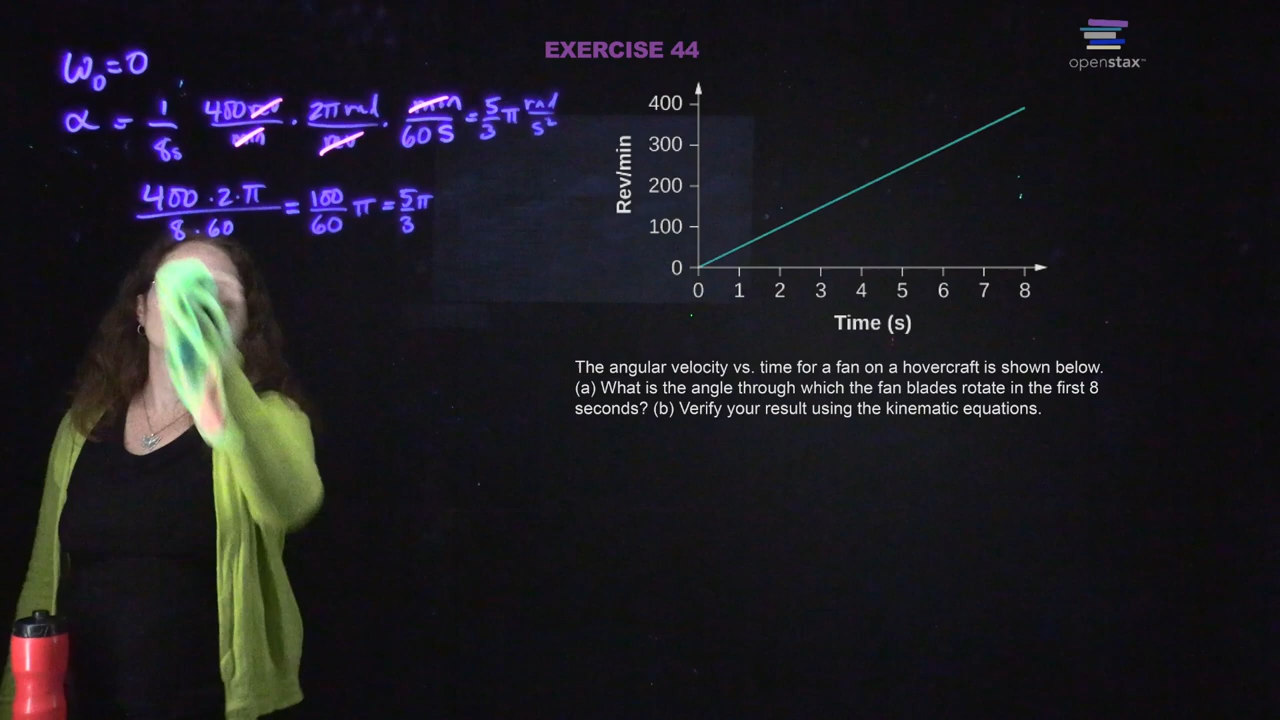 EXERCISE 44
openstax™
ω₀ = 0
α = 1/8s 400 rev/min · 2π rad/rev · min/60 s = 5/3 π rad/s²
400 · 2 · π / 8 · 60 = 100/60 π = 5π/3
400
300
200
100
0
Rev/min
0 1 2 3 4 5 6 7 8
Time (s)
The angular velocity vs. time for a fan on a hovercraft is shown below.
(a) What is the angle through which the fan blades rotate in the first 8
seconds? (b) Verify your result using the kinematic equations.